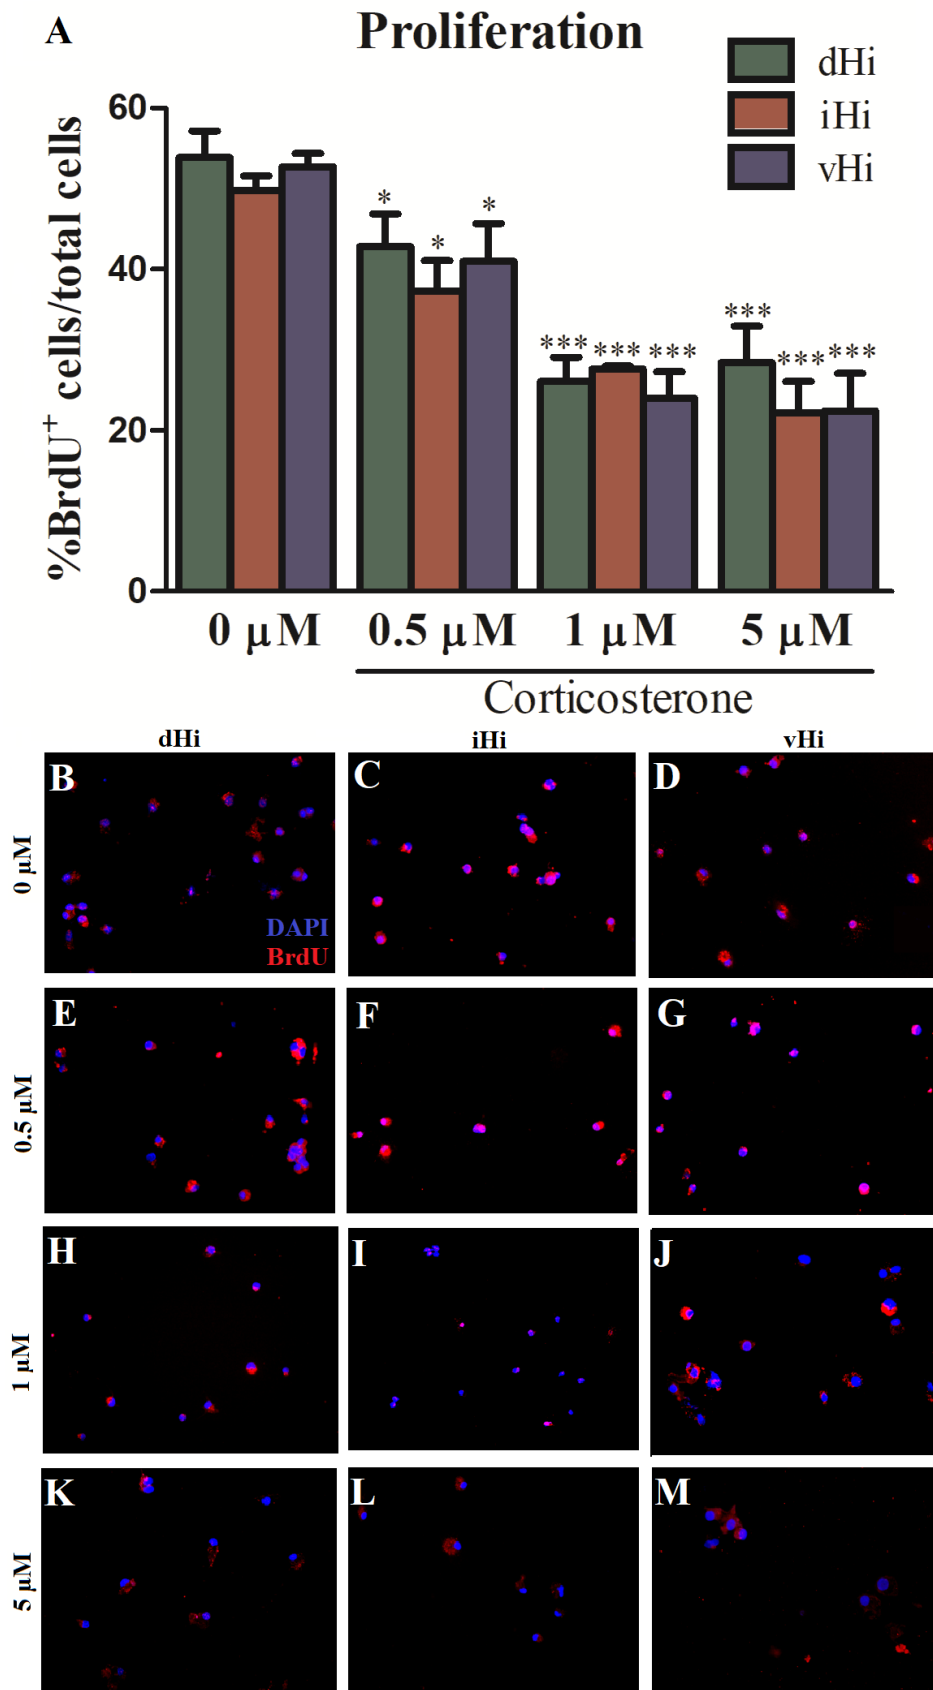 A
Proliferation
dHi
iHi
vHi
%BrdU⁺ cells/total cells
60
40
20
0
* * *
*** *** ***
*** *** ***
0 μM 0.5 μM 1 μM 5 μM
Corticosterone
dHi iHi vHi
0 μM
B C D
DAPI
BrdU
0.5 μM
E F G
1 μM
H I J
5 μM
K L M